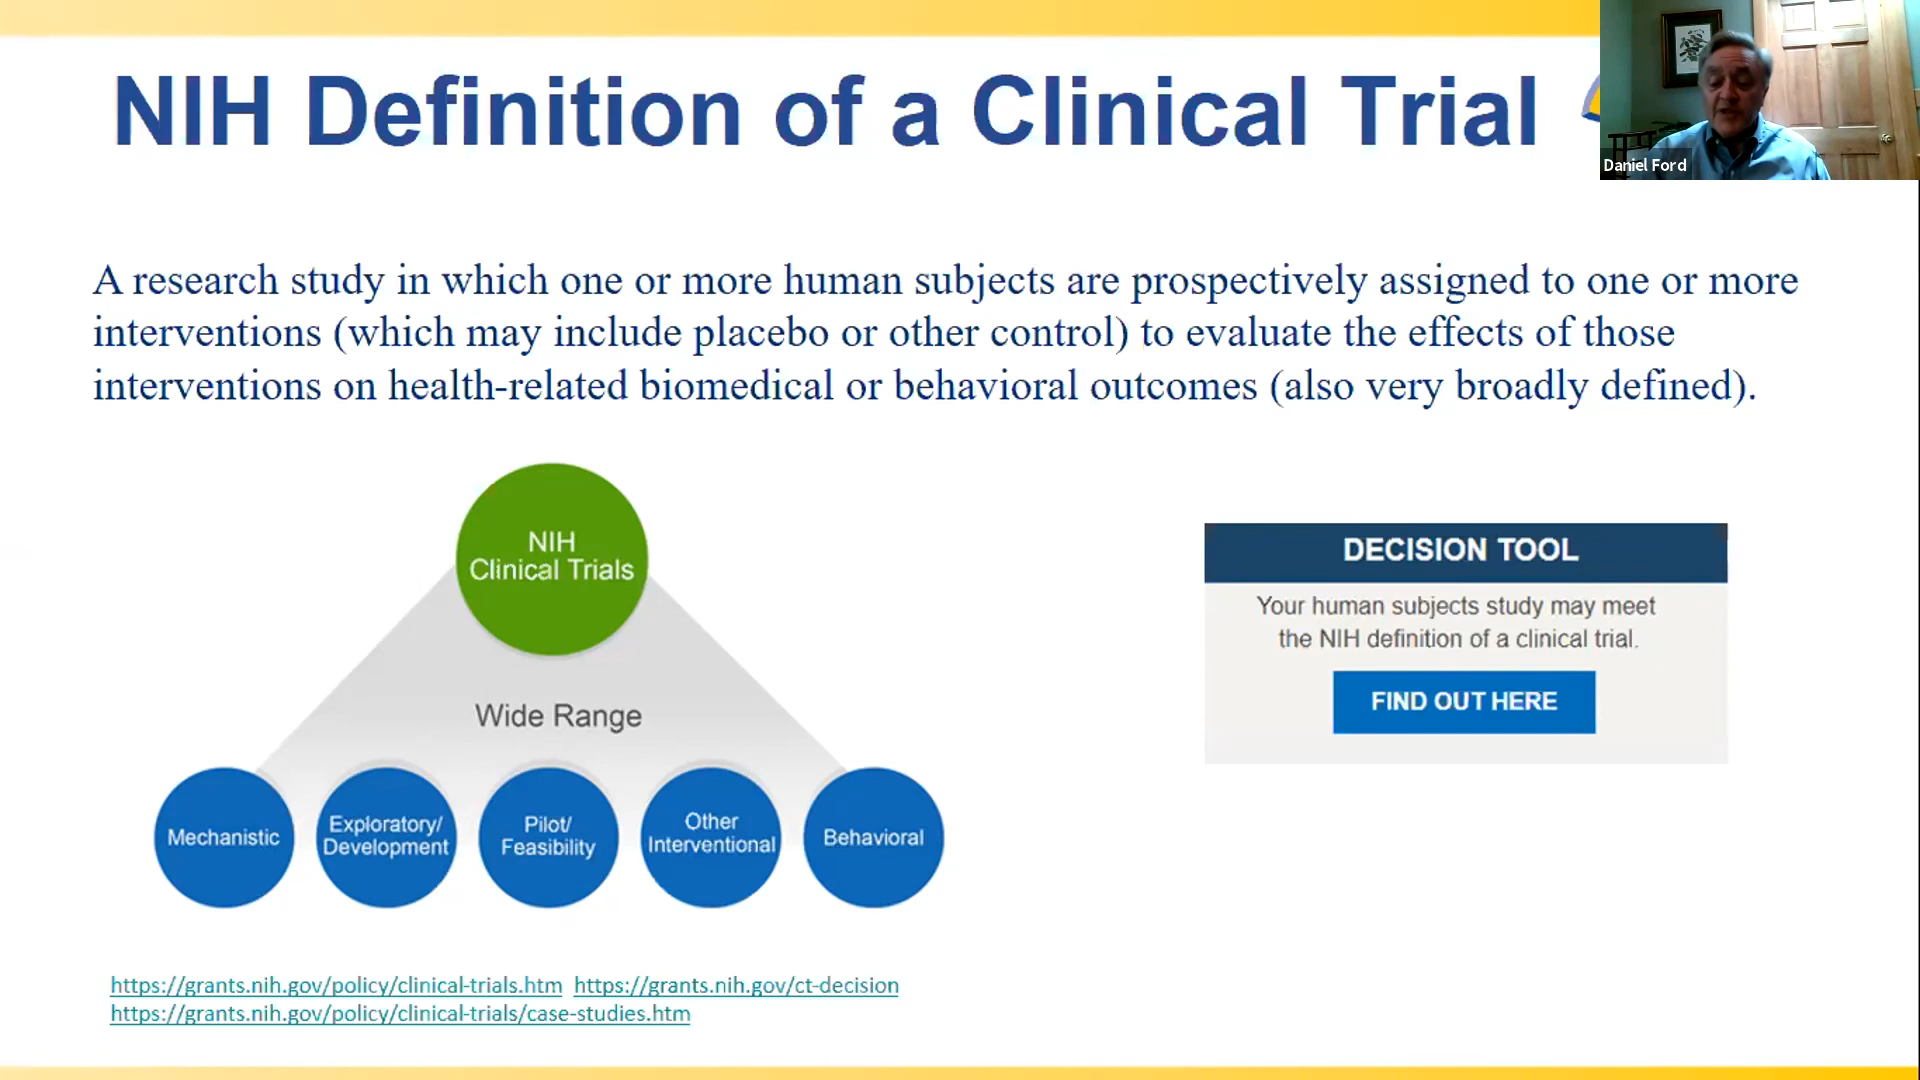 NIH Definition of a Clinical Trial
Daniel Ford
A research study in which one or more human subjects are prospectively assigned to one or more
interventions (which may include placebo or other control) to evaluate the effects of those
interventions on health-related biomedical or behavioral outcomes (also very broadly defined).
NIH
Clinical Trials
Wide Range
Mechanistic
Exploratory/
Development
Pilot/
Feasibility
Other
Interventional
Behavioral
DECISION TOOL
Your human subjects study may meet
the NIH definition of a clinical trial.
FIND OUT HERE
https://grants.nih.gov/policy/clinical-trials.htm https://grants.nih.gov/ct-decision
https://grants.nih.gov/policy/clinical-trials/case-studies.htm